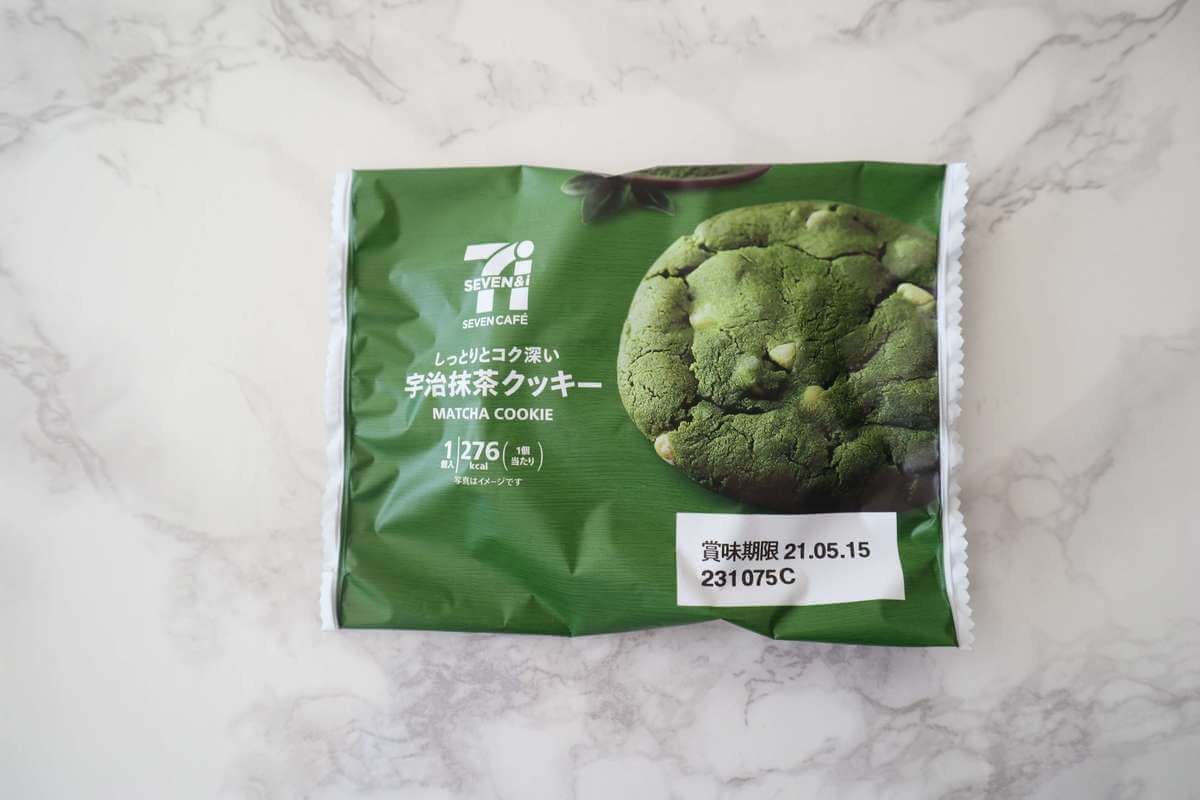 SEVEN&i
SEVEN CAFÉ
しっとりとコク深い
宇治抹茶クッキー
MATCHA COOKIE
1個入 276kcal (1個当たり)
写真はイメージです
賞味期限 21.05.15
231075C